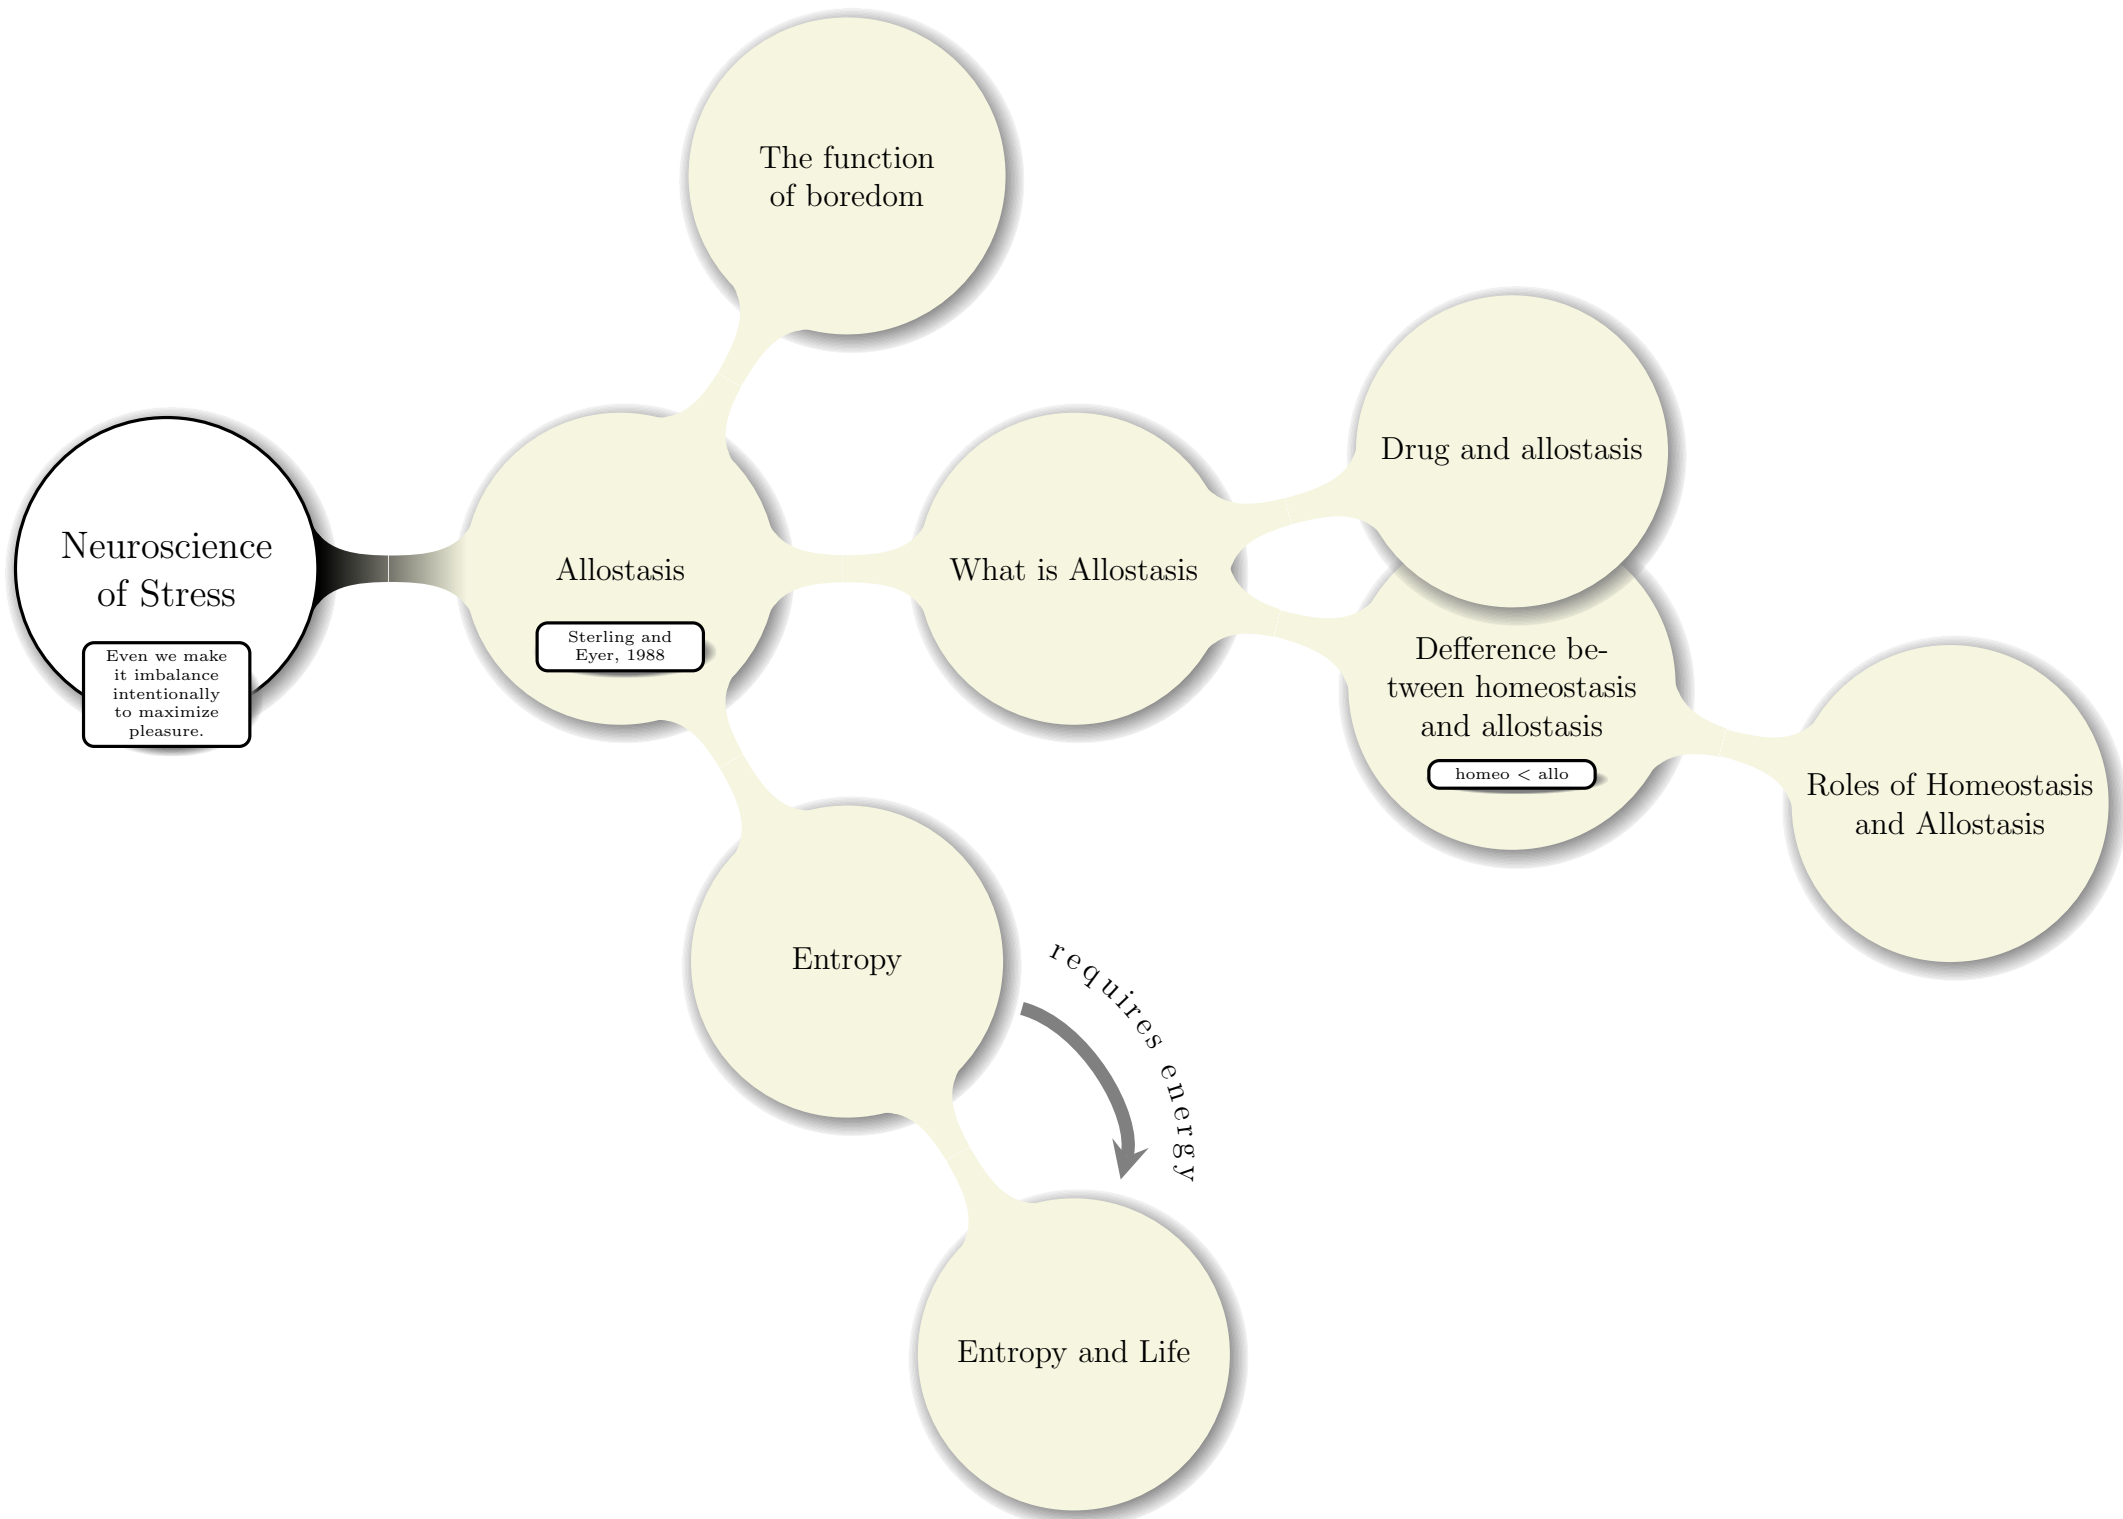 The function
of boredom
Drug and allostasis
Neuroscience
of Stress
Even we make
it imbalance
intentionally
to maximize
pleasure.
Allostasis
Sterling and
Eyer, 1988
What is Allostasis
Defference be-
tween homeostasis
and allostasis
homeo < allo
Roles of Homeostasis
and Allostasis
Entropy
requires energy
Entropy and Life